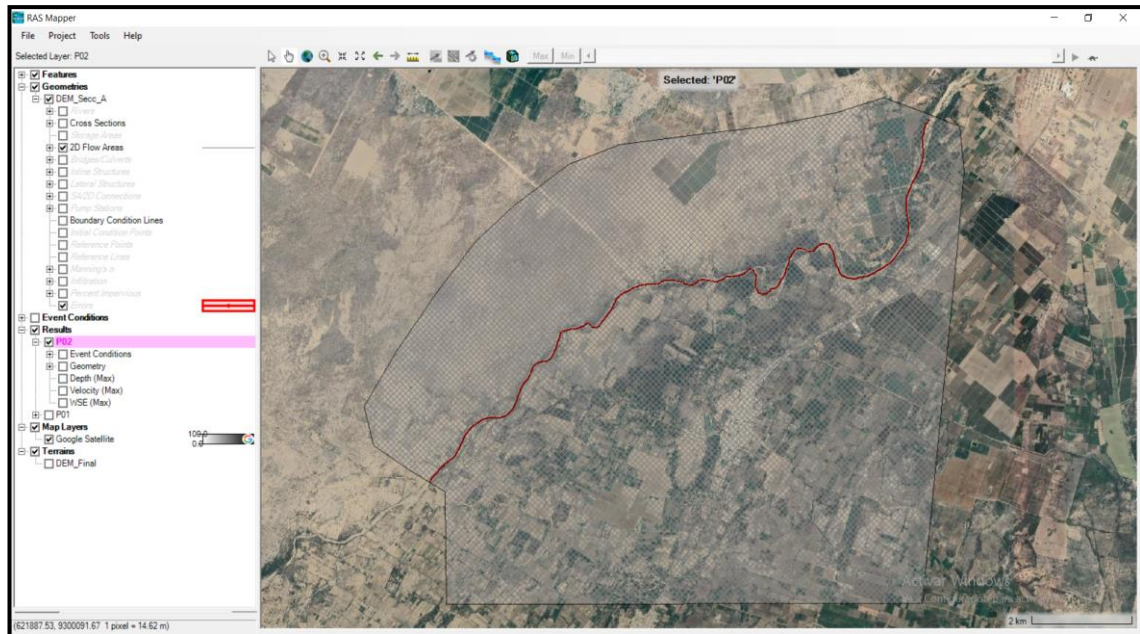 RAS Mapper
File Project Tools Help
Selected Layer: P02
Max Min
Selected: 'P02'
Features
Geometries
DEM_Secc_A
Rivers
Cross Sections
Storage Areas
2D Flow Areas
Bridges/Culverts
Inline Structures
Lateral Structures
SA/2D Connections
Pump Stations
Boundary Condition Lines
Initial Condition Points
Reference Points
Reference Lines
Manning's n
Infiltration
Percent Impervious
Errors
Event Conditions
Results
P02
Event Conditions
Geometry
Depth (Max)
Velocity (Max)
WSE (Max)
P01
Map Layers
Google Satellite
109.0
0.0
Terrains
DEM_Final
Activar Windows
2 km
(621887.53, 9300091.67 1 pixel = 14.62 m)